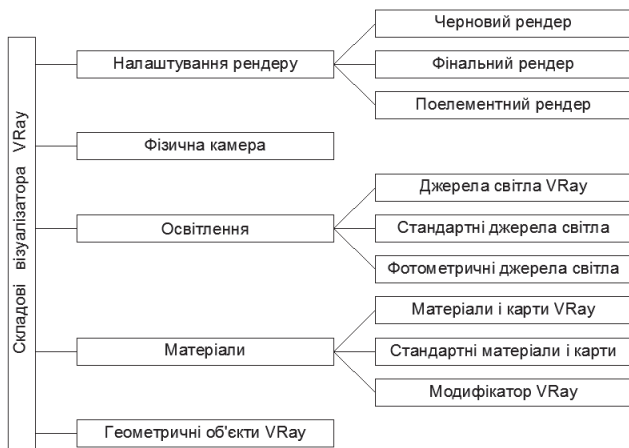 Складові візуалізатора VRay
Налаштування рендеру
Черновий рендер
Фінальний рендер
Поелементний рендер
Фізична камера
Освітлення
Джерела світла VRay
Стандартні джерела світла
Фотометричні джерела світла
Матеріали
Матеріали і карти VRay
Стандартні матеріали і карти
Модифікатор VRay
Геометричні об'єкти VRay